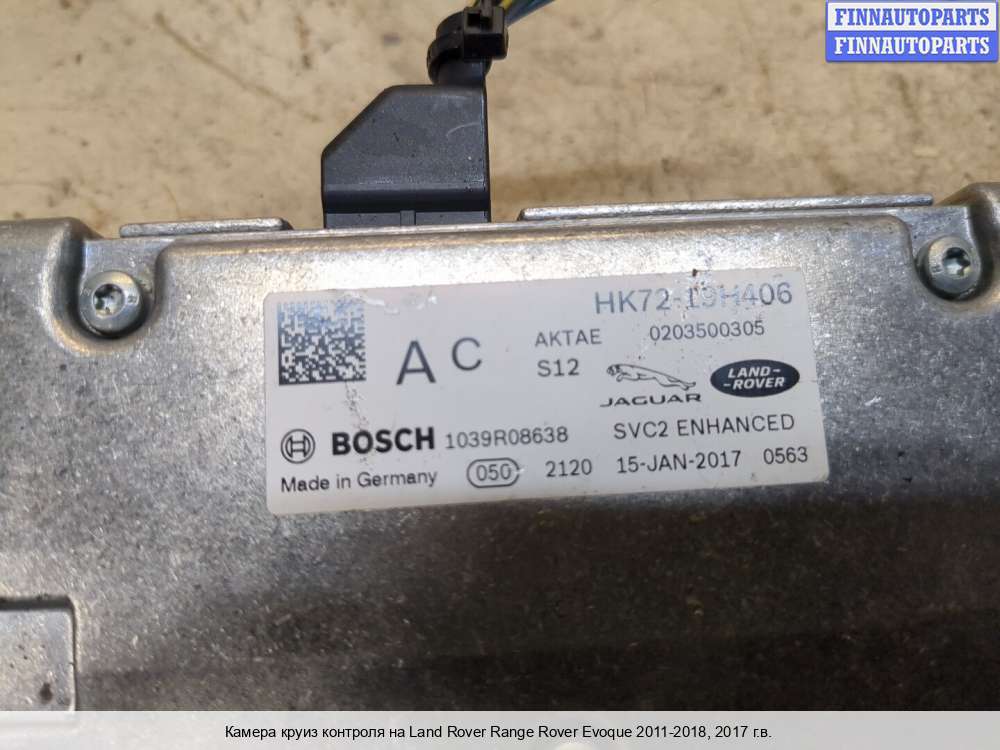 FINNAUTOPARTS
FINNAUTOPARTS
HK72-19H406
AKTAE 0203500305
A C
S12
JAGUAR
LAND-
-ROVER
BOSCH 1039R08638 SVC2 ENHANCED
Made in Germany 050 2120 15-JAN-2017 0563
Камера круиз контроля на Land Rover Range Rover Evoque 2011-2018, 2017 г.в.